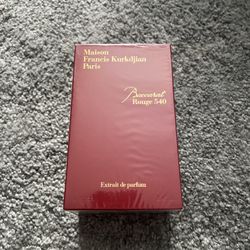 Maison
Francis Kurkdjian
Paris
Baccarat
Rouge 540
Extrait de parfum